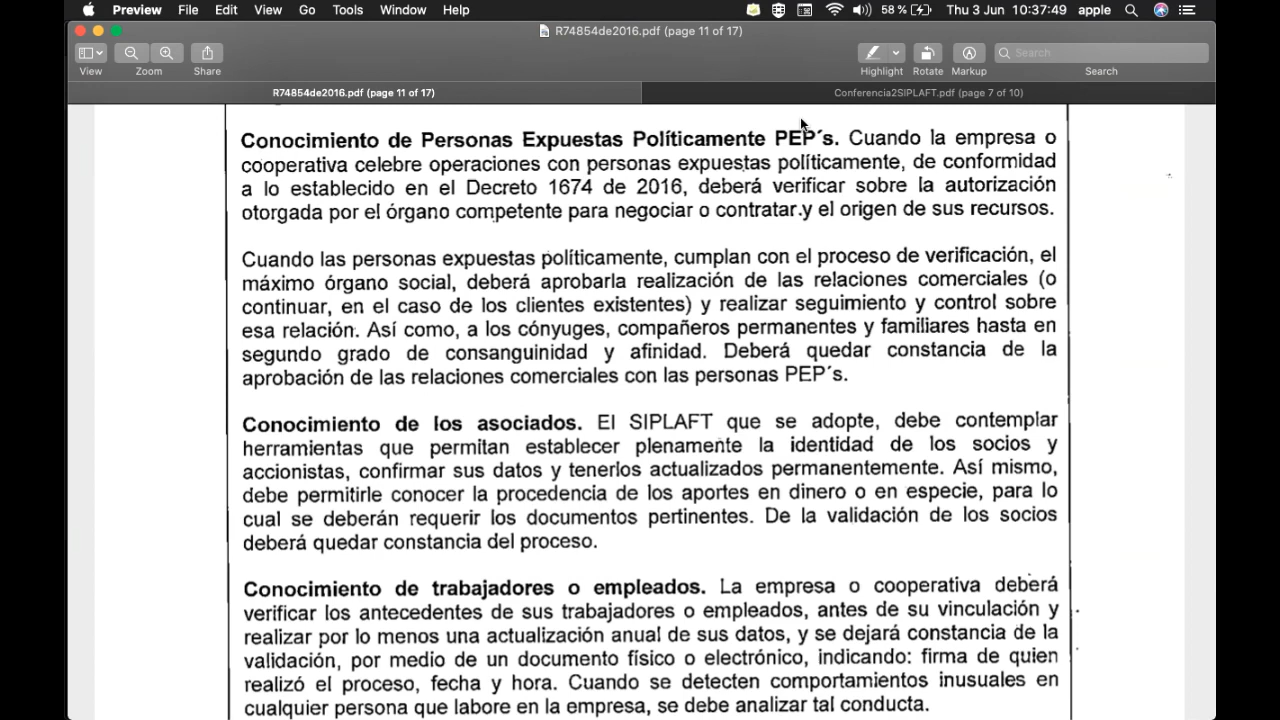 Preview File Edit View Go Tools Window Help 58 % Thu 3 Jun 10:37:49 apple
R74854de2016.pdf (page 11 of 17)
View Zoom Share Highlight Rotate Markup Search
Search
R74854de2016.pdf (page 11 of 17) Conferencia2SIPLAFT.pdf (page 7 of 10)
Conocimiento de Personas Expuestas Políticamente PEP´s. Cuando la empresa o
cooperativa celebre operaciones con personas expuestas políticamente, de conformidad
a lo establecido en el Decreto 1674 de 2016, deberá verificar sobre la autorización
otorgada por el órgano competente para negociar o contratar.y el origen de sus recursos.
Cuando las personas expuestas políticamente, cumplan con el proceso de verificación, el
máximo órgano social, deberá aprobarla realización de las relaciones comerciales (o
continuar, en el caso de los clientes existentes) y realizar seguimiento y control sobre
esa relación. Así como, a los cónyuges, compañeros permanentes y familiares hasta en
segundo grado de consanguinidad y afinidad. Deberá quedar constancia de la
aprobación de las relaciones comerciales con las personas PEP´s.
Conocimiento de los asociados. El SIPLAFT que se adopte, debe contemplar
herramientas que permitan establecer plenamente la identidad de los socios y
accionistas, confirmar sus datos y tenerlos actualizados permanentemente. Así mismo,
debe permitirle conocer la procedencia de los aportes en dinero o en especie, para lo
cual se deberán requerir los documentos pertinentes. De la validación de los socios
deberá quedar constancia del proceso.
Conocimiento de trabajadores o empleados. La empresa o cooperativa deberá
verificar los antecedentes de sus trabajadores o empleados, antes de su vinculación y
realizar por lo menos una actualización anual de sus datos, y se dejará constancia de la
validación, por medio de un documento físico o electrónico, indicando: firma de quien
realizó el proceso, fecha y hora. Cuando se detecten comportamientos inusuales en
cualquier persona que labore en la empresa, se debe analizar tal conducta.